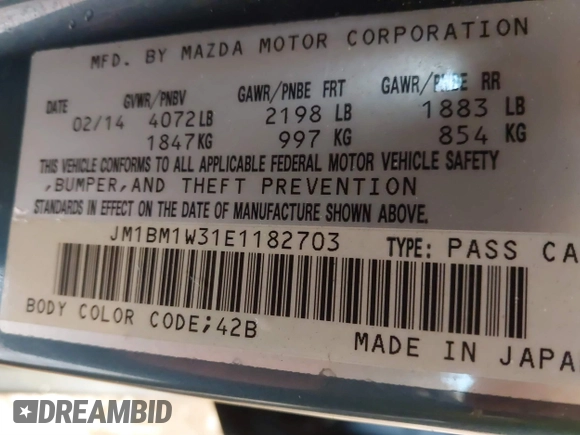 MFD. BY MAZDA MOTOR CORPORATION
DATE GVWR/PNBV GAWR/PNBE FRT GAWR/PNBE RR
02/14 4072LB 2198 LB 1883 LB
1847KG 997 KG 854 KG
THIS VEHICLE CONFORMS TO ALL APPLICABLE FEDERAL MOTOR VEHICLE SAFETY
,BUMPER,AND THEFT PREVENTION
STANDARDS IN EFFECT ON THE DATE OF MANUFACTURE SHOWN ABOVE.
JM1BM1W31E1182703 TYPE: PASS CA
BODY COLOR CODE;42B
MADE IN JAPA
DREAMBID